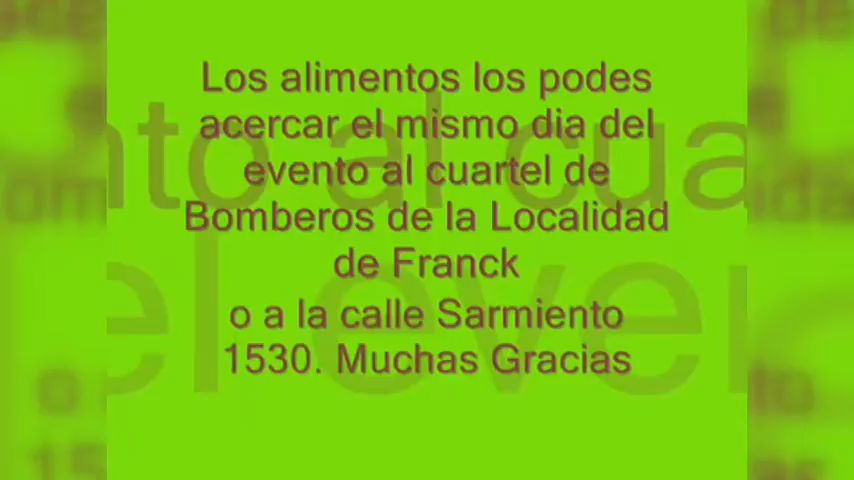 Los alimentos los podes
acercar el mismo dia del
evento al cuartel de
Bomberos de la Localidad
de Franck
o a la calle Sarmiento
1530. Muchas Gracias